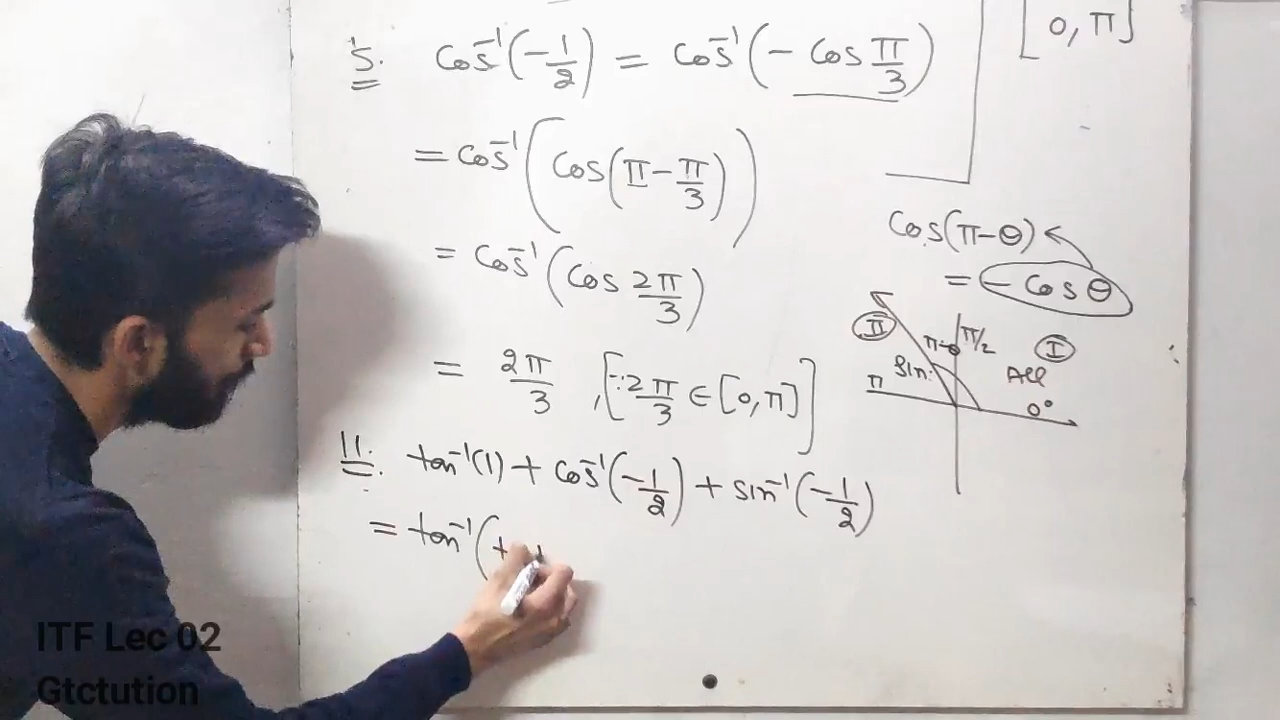 5. Cos⁻¹(-1/2) = Cos⁻¹(- Cos π/3)
[0, π]
= Cos⁻¹(Cos(π - π/3))
Cos(π-θ)
= Cos⁻¹(Cos 2π/3)
= - Cos θ
II π-θ π/2 I
Sin All
π 0°
= 2π/3 , [∵ 2π/3 ∈ [0, π]]
11. tan⁻¹(1) + Cos⁻¹(-1/2) + sin⁻¹(-1/2)
= tan⁻¹(t
ITF Lec 02
Gtctution